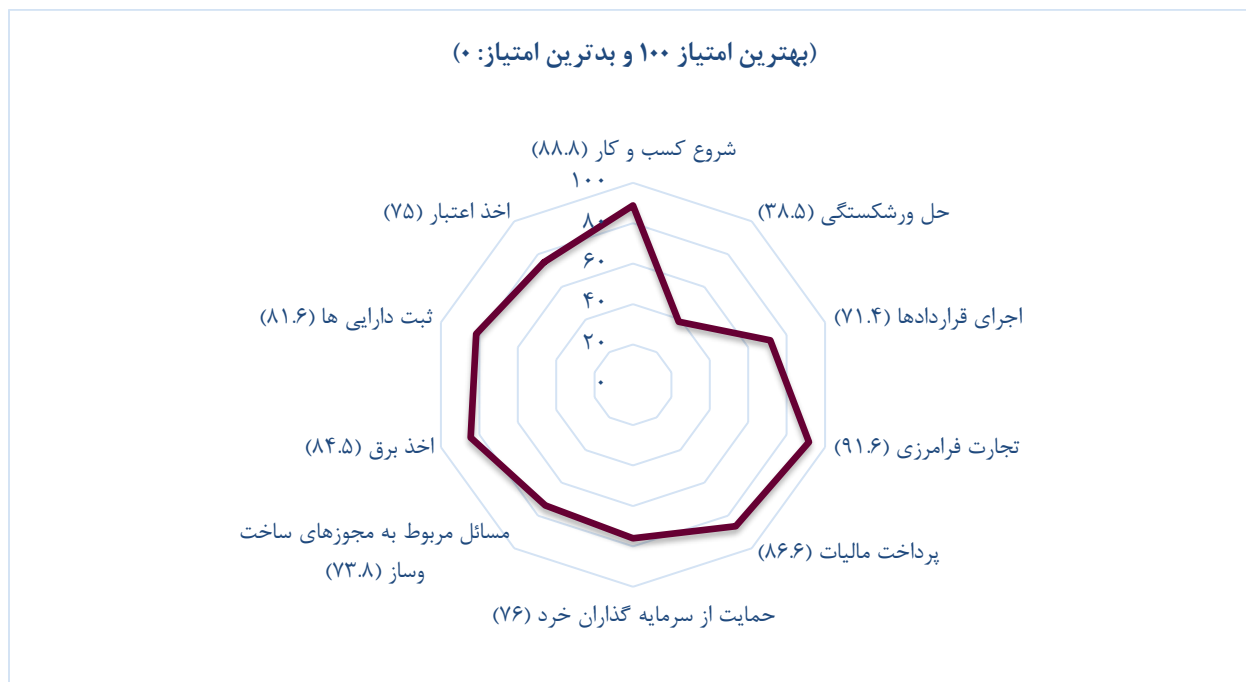 (بهترین امتیاز ۱۰۰ و بدترین امتیاز: ۰)
شروع کسب و کار (۸۸.۸)
حل ورشکستگی (۳۸.۵)
اجرای قراردادها (۷۱.۴)
تجارت فرامرزی (۹۱.۶)
پرداخت مالیات (۸۶.۶)
حمایت از سرمایه گذاران خرد (۷۶)
مسائل مربوط به مجوزهای ساخت
وساز (۷۳.۸)
اخذ برق (۸۴.۵)
ثبت دارایی ها (۸۱.۶)
اخذ اعتبار (۷۵)
۱۰۰
۸۰
۶۰
۴۰
۲۰
۰